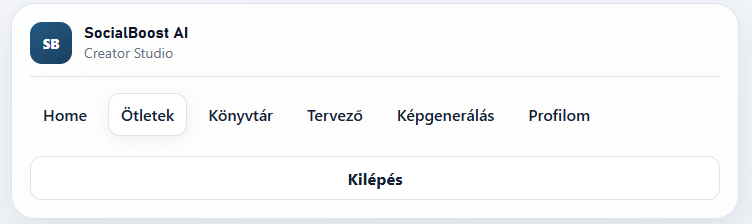 SB
SocialBoost AI
Creator Studio
Home Ötletek Könyvtár Tervező Képgenerálás Profilom
Kilépés